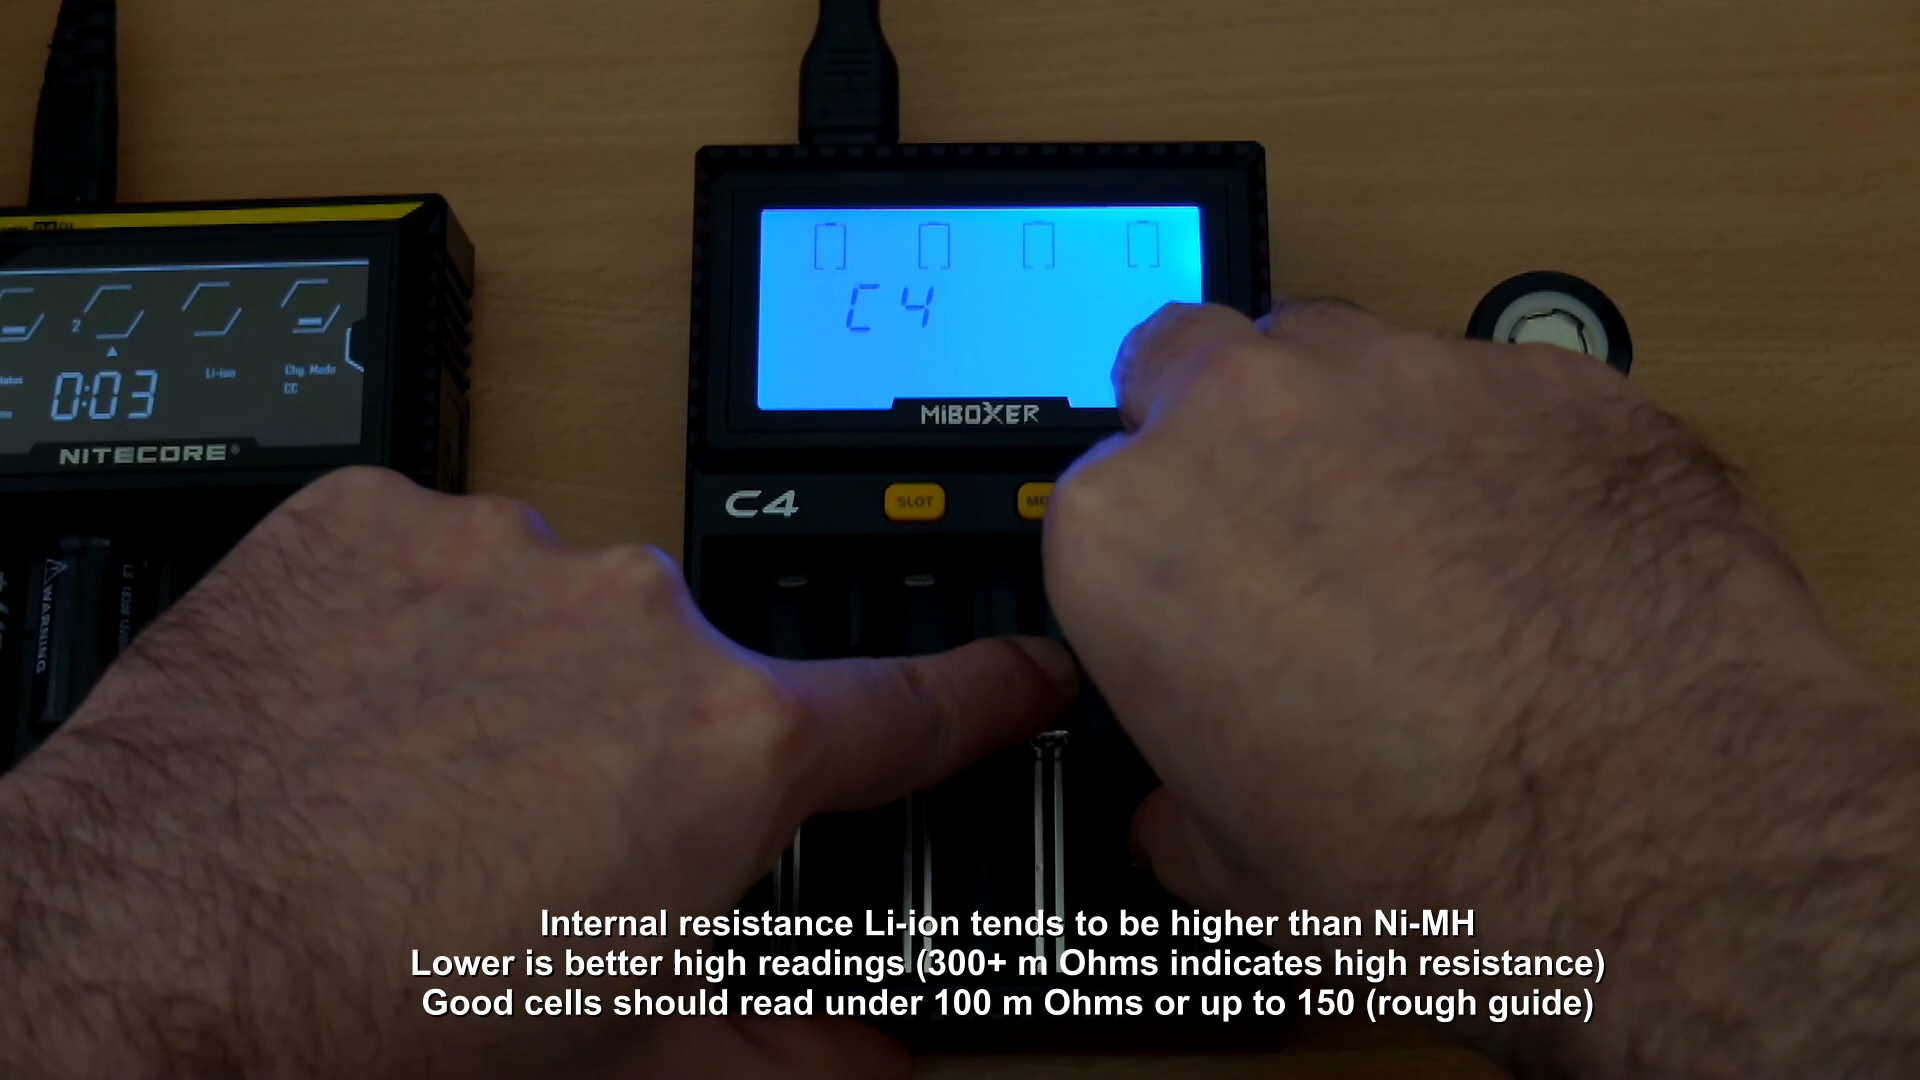 2
Li-ion
Chg. Mode
CC
0:03
NITECORE®
WARNING
C4
MiBOXER
C4
SLOT
Internal resistance Li-ion tends to be higher than Ni-MH
Lower is better high readings (300+ m Ohms indicates high resistance)
Good cells should read under 100 m Ohms or up to 150 (rough guide)